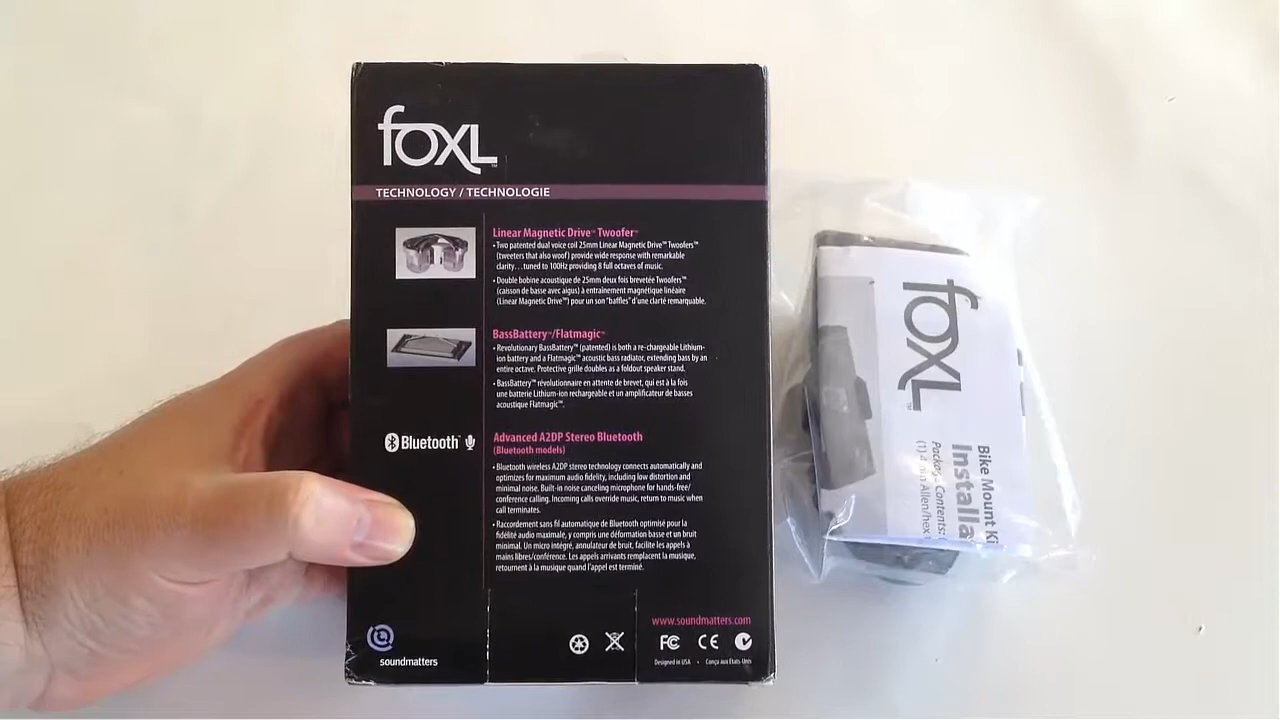 foxL™
TECHNOLOGY / TECHNOLOGIE
Linear Magnetic Drive™ Twoofer™
• Two patented dual voice coil 25mm Linear Magnetic Drive™ Twoofers™
(tweeters that also woof) provide wide response with remarkable
clarity...tuned to 100Hz providing 8 full octaves of music.
• Double bobine acoustique de 25mm deux fois brevetée Twoofers™
(caisson de basse avec aigus) à entraînement magnétique linéaire
(Linear Magnetic Drive™) pour un son "baffles" d'une clarté remarquable.
BassBattery™/Flatmagic™
• Revolutionary BassBattery™ (patented) is both a re-chargeable Lithium-
ion battery and a Flatmagic™ acoustic bass radiator, extending bass by an
entire octave. Protective grille doubles as a foldout speaker stand.
• BassBattery™ révolutionnaire en attente de brevet, qui est à la fois
une batterie Lithium-ion rechargeable et un amplificateur de basses
acoustique Flatmagic™.
Bluetooth™
Advanced A2DP Stereo Bluetooth
(Bluetooth models)
• Bluetooth wireless A2DP stereo technology connects automatically and
optimizes for maximum audio fidelity, including low distortion and
minimal noise. Built-in noise canceling microphone for hands-free/
conference calling. Incoming calls override music, return to music when
call terminates.
• Raccordement sans fil automatique de Bluetooth optimisé pour la
fidélité audio maximale, y compris une déformation basse et un bruit
minimal. Un micro intégré, annulateur de bruit, facilite les appels à
mains libres/conférence. Les appels arrivants remplacent la musique,
retournent à la musique quand l'appel est terminé.
soundmatters
www.soundmatters.com
FC CE
Designed in USA • Conçu aux États-Unis
foxL™
Bike Mount Ki
Installa
Package Contents:
(1) 4mm Allen/hex